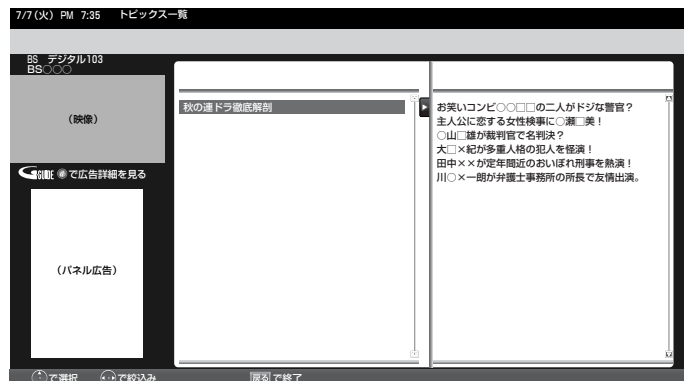 7/7(火) PM 7:35 トピックス一覧
BS デジタル103
BS○○○
(映像)
GGUIDE で広告詳細を見る
(パネル広告)
秋の連ドラ徹底解剖
お笑いコンビ○○□□の二人がドジな警官？
主人公に恋する女性検事に○瀬□美！
○山□雄が裁判官で名判決？
大□×紀が多重人格の犯人を怪演！
田中××が定年間近のおいぼれ刑事を熱演！
川○×一朗が弁護士事務所の所長で友情出演。
で選択 で絞込み 戻る で終了